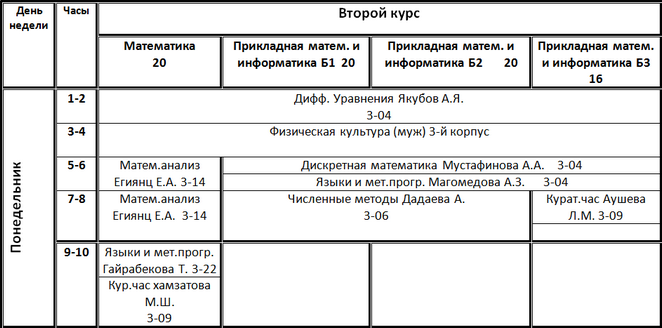 День
недели
Часы
Второй курс
Математика
20
Прикладная матем. и
информатика Б1 20
Прикладная матем. и
информатика Б2 20
Прикладная матем.
и информатика Б3
16
Понедельник
1-2
Дифф. Уравнения Якубов А.Я.
3-04
3-4
Физическая культура (муж) 3-й корпус
5-6
Матем.анализ
Егиянц Е.А. 3-14
Дискретная математика Мустафинова А.А. 3-04
Языки и мет.прогр. Магомедова А.З. 3-04
7-8
Матем.анализ
Егиянц Е.А. 3-14
Численные методы Дадаева А.
3-06
Курат.час Аушева
Л.М. 3-09
9-10
Языки и мет.прогр.
Гайрабекова Т. 3-22
Кур.час хамзатова
М.Ш.
3-09